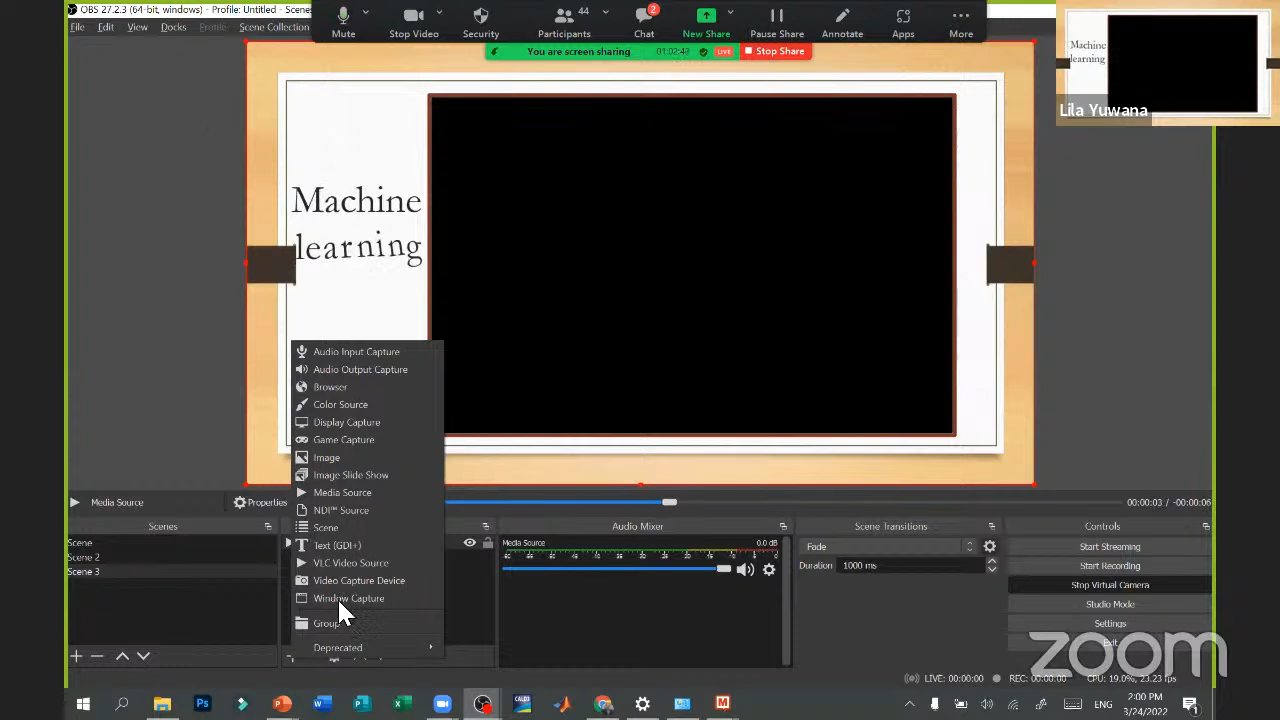 OBS 27.2.3 (64-bit, windows) - Profile: Untitled - Scenes
File Edit View Docks Profile Scene Collection
Mute Stop Video Security Participants 44 Chat 2 New Share Pause Share Annotate Apps More
You are screen sharing 01:02:43 LIVE Stop Share
Machine
learning
Lila Yuwana
Machine
learning
Audio Input Capture
Audio Output Capture
Browser
Color Source
Display Capture
Game Capture
Image
Image Slide Show
Media Source
NDI™ Source
Scene
Text (GDI+)
VLC Video Source
Video Capture Device
Window Capture
Group
Deprecated
Media Source Properties 00:00:03 / -00:00:06
Scenes
Scene
Scene 2
Scene 3
Audio Mixer
Media Source 0.0 dB
Scene Transitions
Fade
Duration 1000 ms
Controls
Start Streaming
Start Recording
Stop Virtual Camera
Studio Mode
Settings
Exit
zoom
LIVE: 00:00:00 REC: 00:00:00 CPU: 19.0%, 23.23 fps
ENG
2:00 PM
3/24/2022